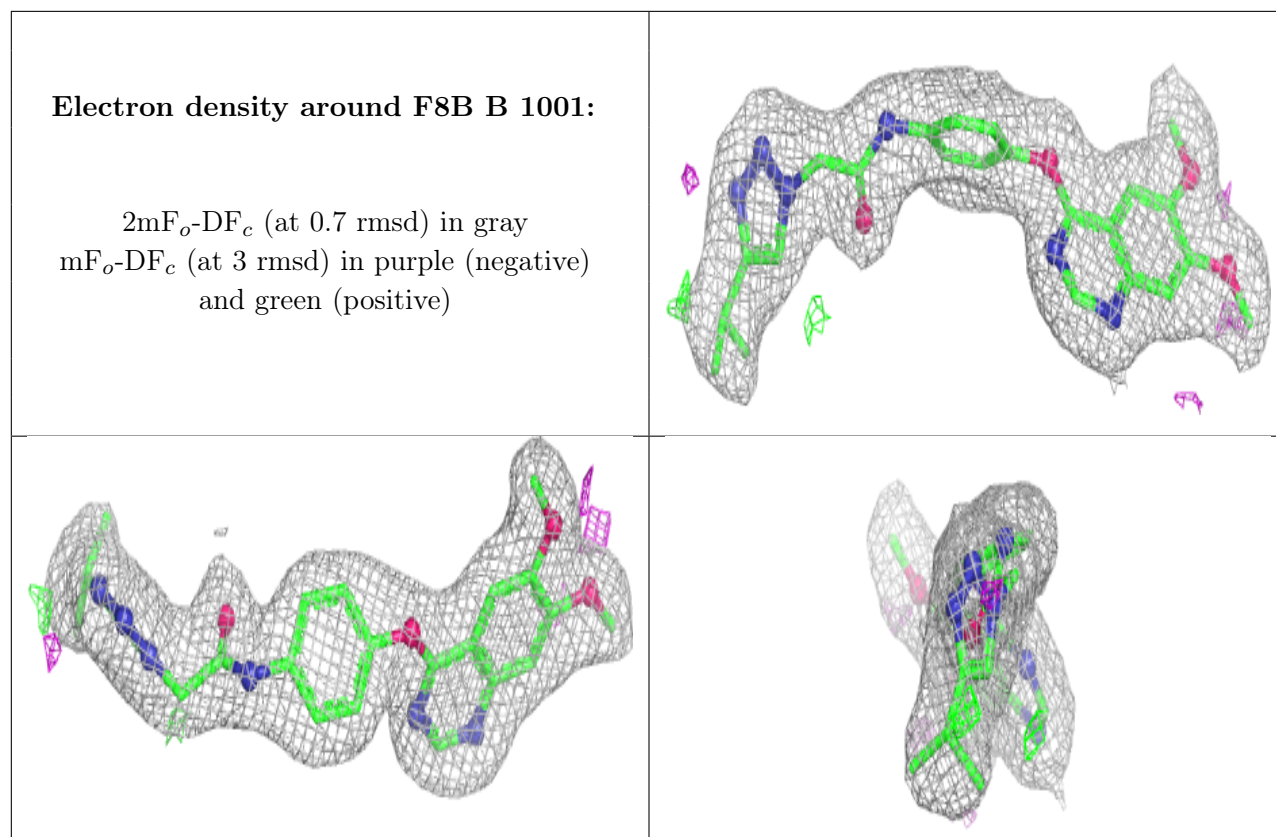 Electron density around F8B B 1001:
2mFₒ-DF𝒸 (at 0.7 rmsd) in gray
mFₒ-DF𝒸 (at 3 rmsd) in purple (negative)
and green (positive)